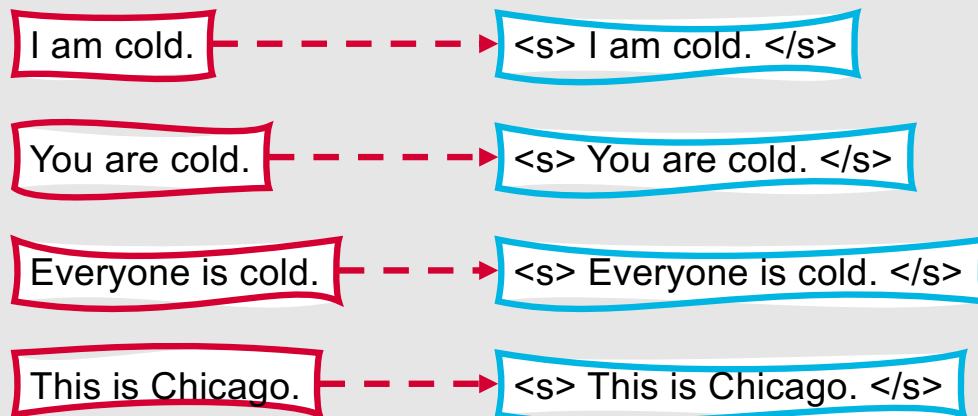 I am cold. <s> I am cold. </s>
You are cold. <s> You are cold. </s>
Everyone is cold. <s> Everyone is cold. </s>
This is Chicago. <s> This is Chicago. </s>